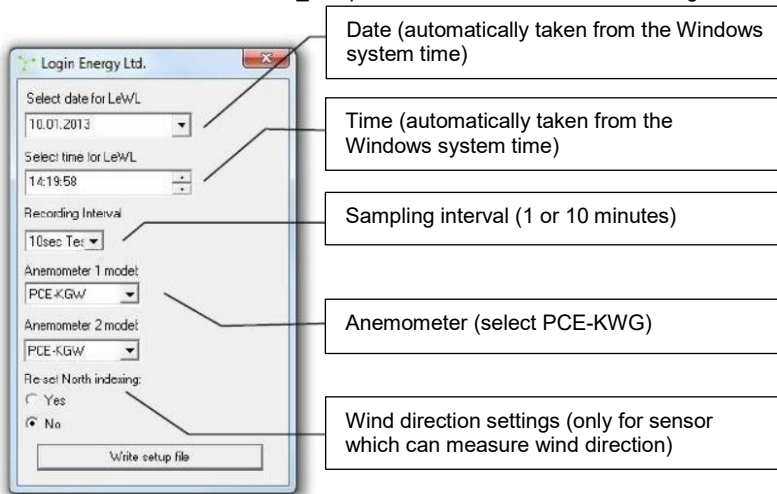 Login Energy Ltd.
Select date for LeWL
10.01.2013
Select time for LeWL
14:19:58
Recording Interval
10sec Tes
Anemometer 1 model:
PCE-KGW
Anemometer 2 model:
PCE-KGW
Re-set North indexing:
Yes
No
Write setup file
Date (automatically taken from the Windows
system time)
Time (automatically taken from the
Windows system time)
Sampling interval (1 or 10 minutes)
Anemometer (select PCE-KWG)
Wind direction settings (only for sensor
which can measure wind direction)